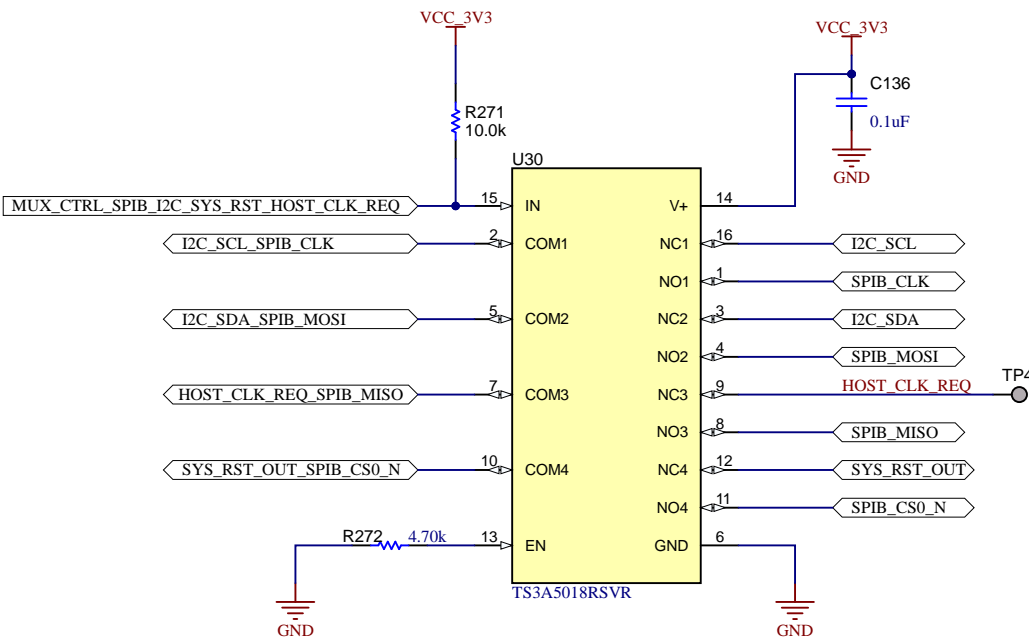 VCC_3V3
VCC_3V3
C136
0.1uF
GND
R271
10.0k
U30
MUX_CTRL_SPIB_I2C_SYS_RST_HOST_CLK_REQ 15 IN V+ 14
I2C_SCL_SPIB_CLK 2 COM1 NC1 16 I2C_SCL
NO1 1 SPIB_CLK
I2C_SDA_SPIB_MOSI 5 COM2 NC2 3 I2C_SDA
NO2 4 SPIB_MOSI
HOST_CLK_REQ_SPIB_MISO 7 COM3 NC3 9 HOST_CLK_REQ TP4
NO3 8 SPIB_MISO
SYS_RST_OUT_SPIB_CS0_N 10 COM4 NC4 12 SYS_RST_OUT
NO4 11 SPIB_CS0_N
R272 4.70k 13 EN GND 6
TS3A5018RSVR
GND
GND